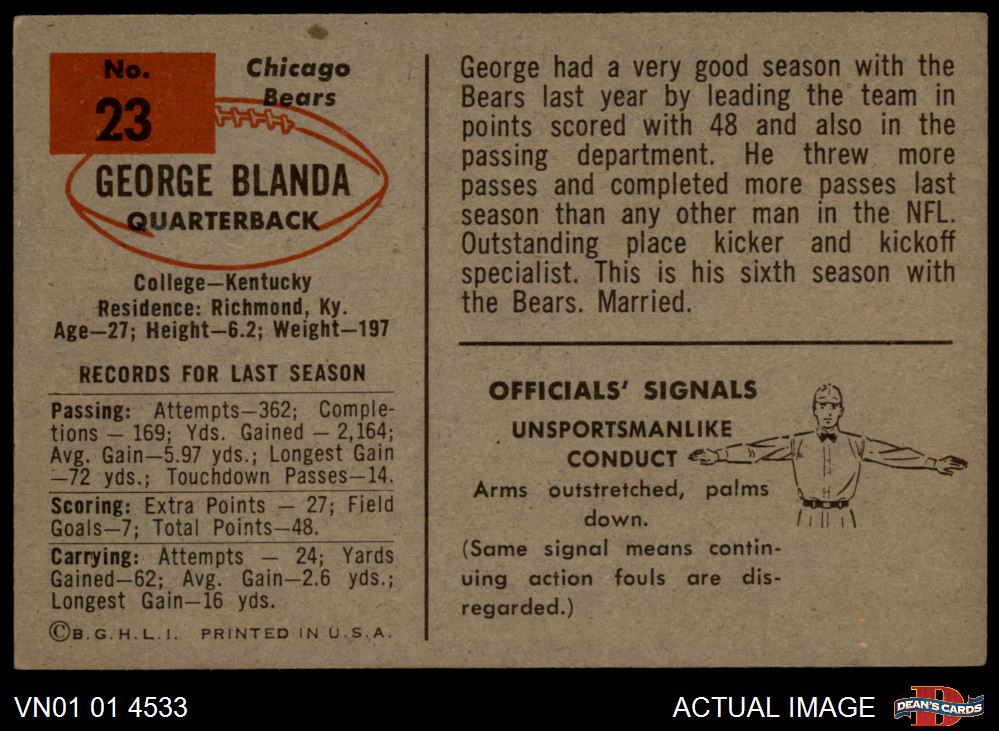 No.
23
Chicago
Bears
GEORGE BLANDA
QUARTERBACK
College—Kentucky
Residence: Richmond, Ky.
Age—27; Height—6.2; Weight—197
RECORDS FOR LAST SEASON
Passing: Attempts—362; Comple-
tions — 169; Yds. Gained — 2,164;
Avg. Gain—5.97 yds.; Longest Gain
—72 yds.; Touchdown Passes—14.
Scoring: Extra Points — 27; Field
Goals—7; Total Points—48.
Carrying: Attempts — 24; Yards
Gained—62; Avg. Gain—2.6 yds.;
Longest Gain—16 yds.
©B.G.H.L.I. PRINTED IN U.S.A.
George had a very good season with the
Bears last year by leading the team in
points scored with 48 and also in the
passing department. He threw more
passes and completed more passes last
season than any other man in the NFL.
Outstanding place kicker and kickoff
specialist. This is his sixth season with
the Bears. Married.
OFFICIALS' SIGNALS
UNSPORTSMANLIKE
CONDUCT
Arms outstretched, palms
down.
(Same signal means contin-
uing action fouls are dis-
regarded.)
VN01 01 4533
ACTUAL IMAGE
D
DEAN'S CARDS